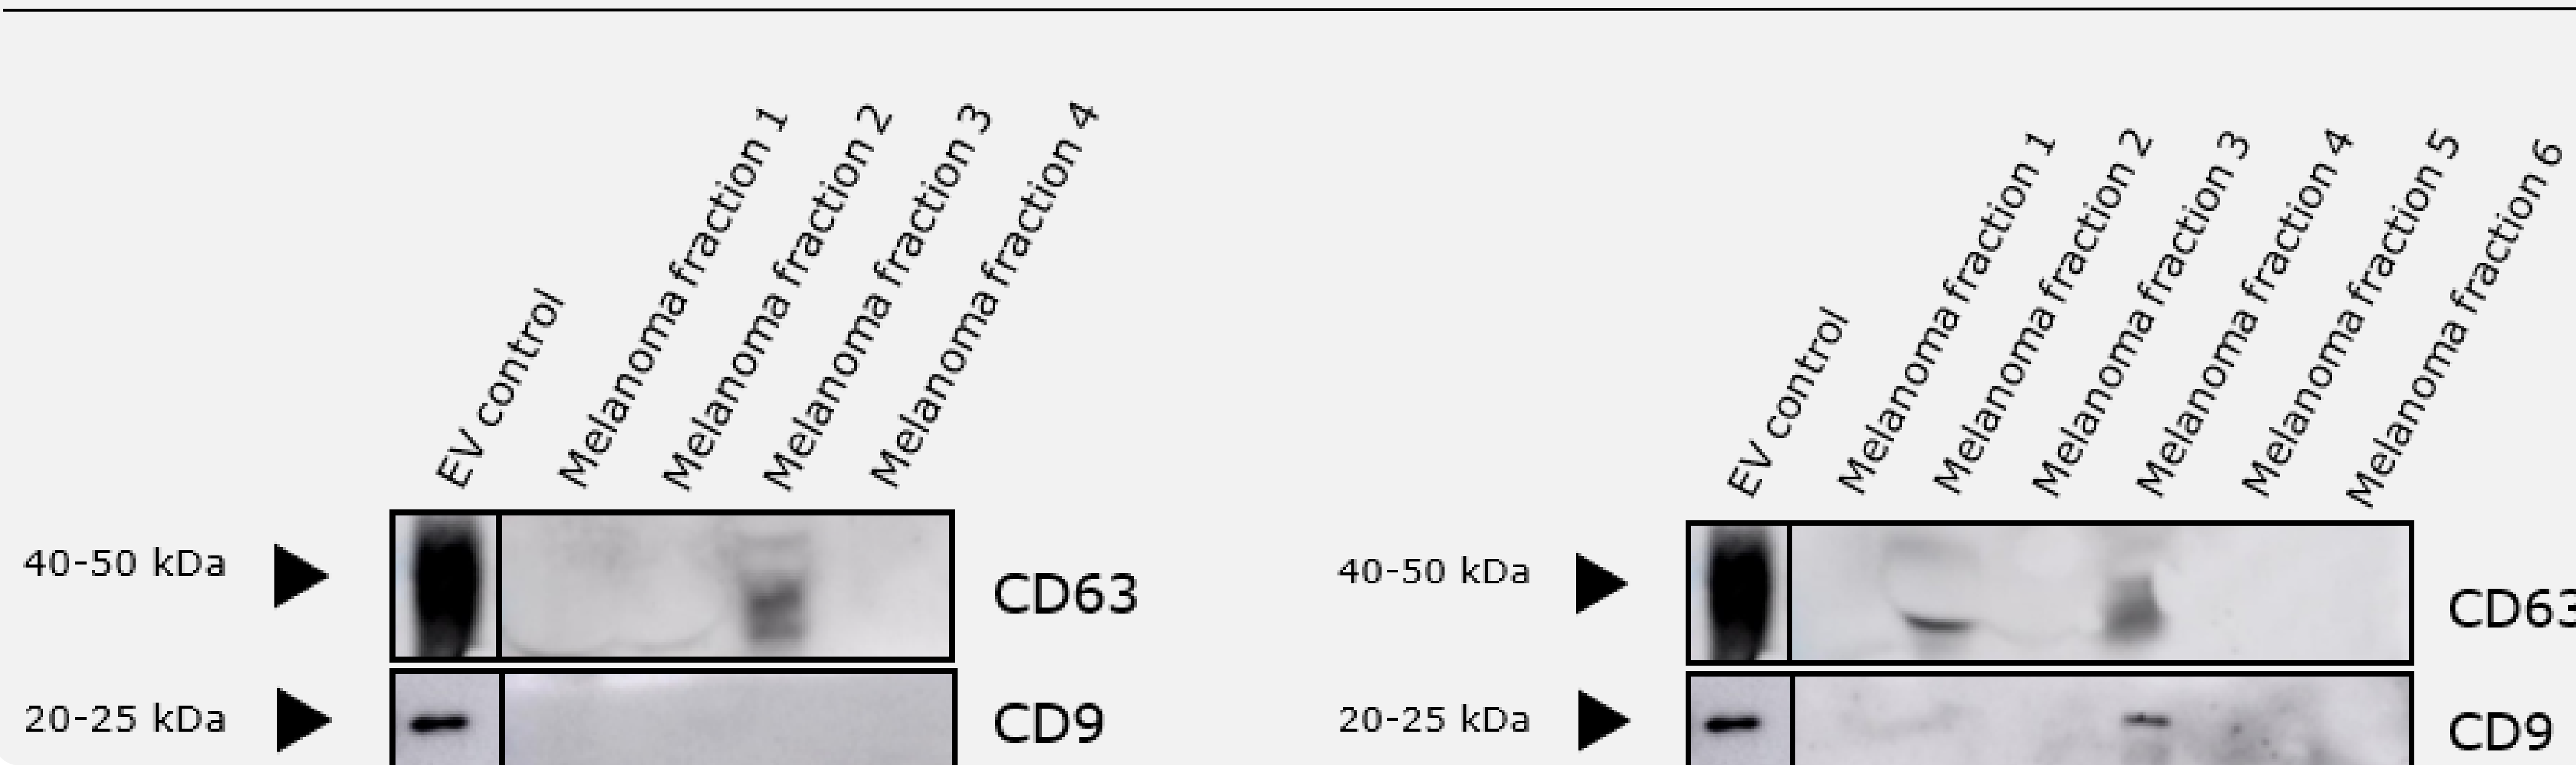 EV control
Melanoma fraction 1
Melanoma fraction 2
Melanoma fraction 3
Melanoma fraction 4
40-50 kDa
CD63
20-25 kDa
CD9
EV control
Melanoma fraction 1
Melanoma fraction 2
Melanoma fraction 3
Melanoma fraction 4
Melanoma fraction 5
Melanoma fraction 6
40-50 kDa
CD63
20-25 kDa
CD9